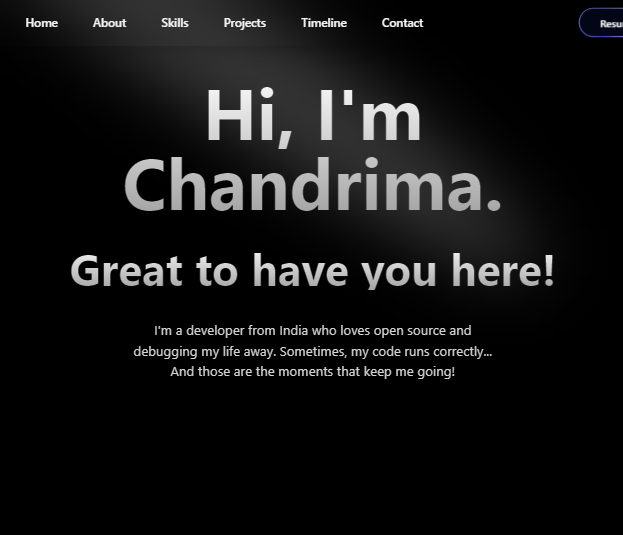 Home About Skills Projects Timeline Contact
Hi, I'm
Chandrima.
Great to have you here!
I'm a developer from India who loves open source and
debugging my life away. Sometimes, my code runs correctly...
And those are the moments that keep me going!